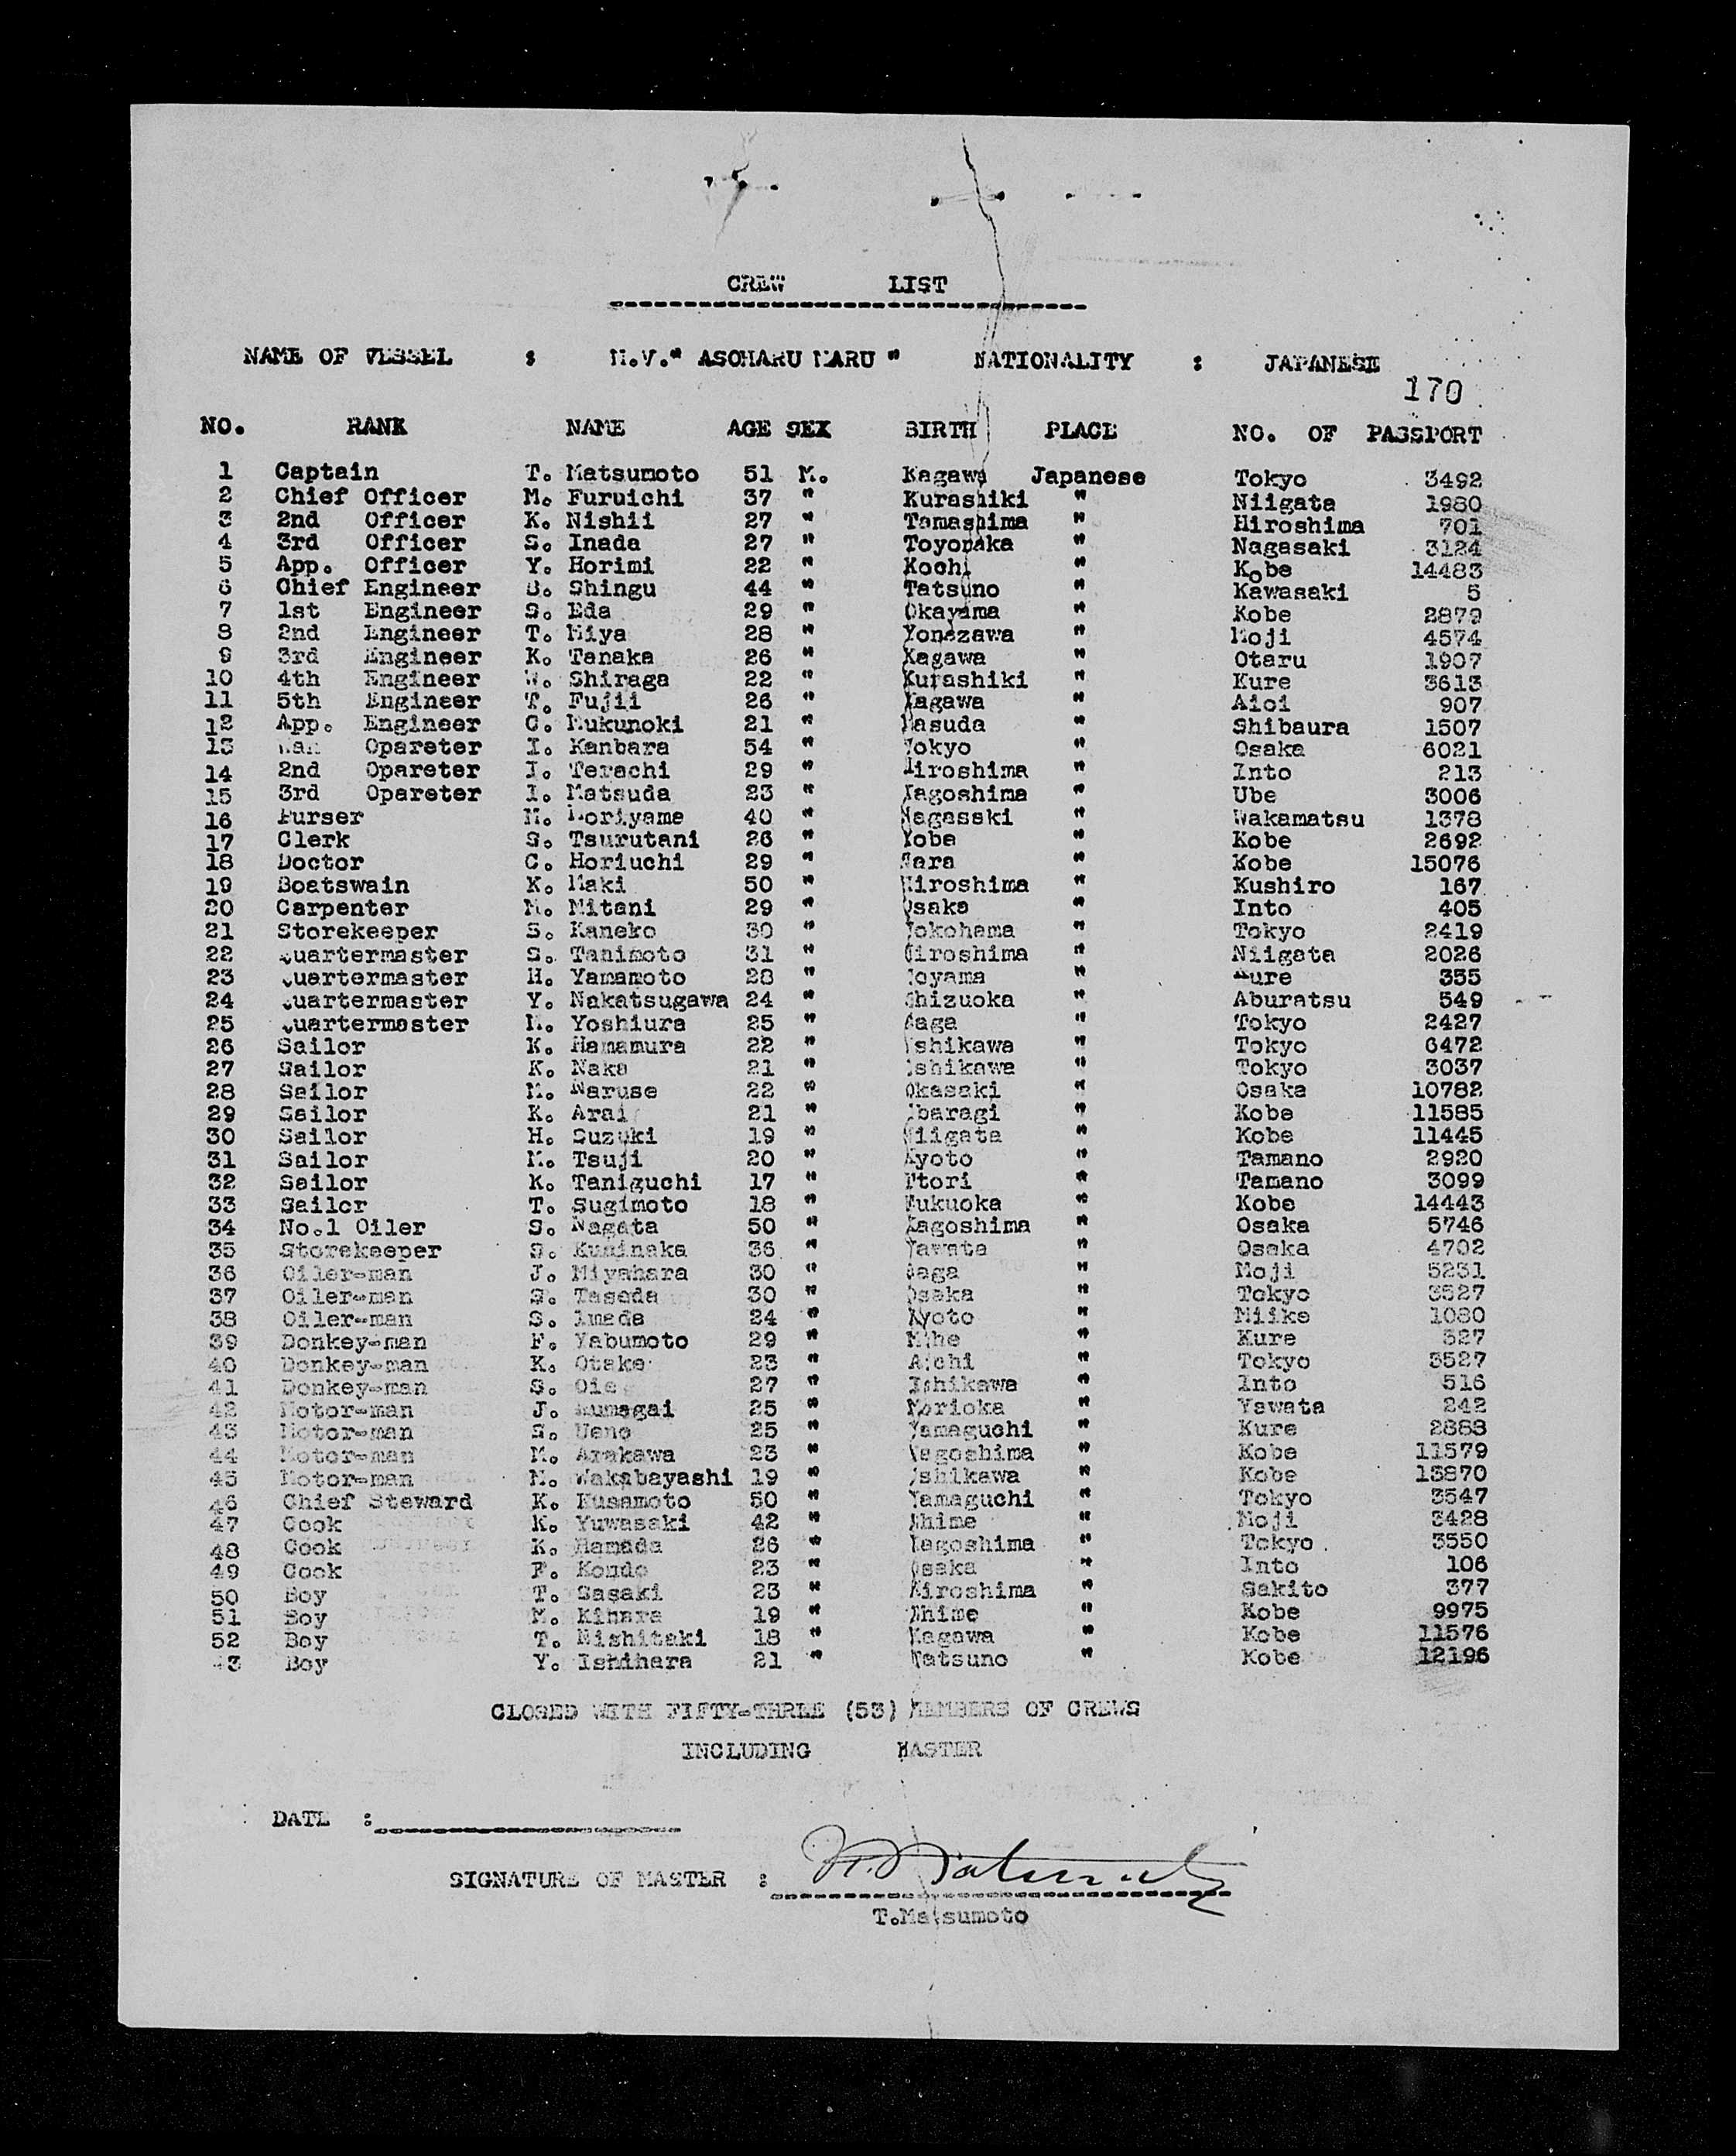 CREW LIST
NAME OF VESSEL : M.V." ASOHARU MARU " NATIONALITY : JAPANESE
170
NO. RANK NAME AGE SEX BIRTH PLACE NO. OF PASSPORT
1 Captain T. Matsumoto 51 M. Kagawa Japanese Tokyo 3492
2 Chief Officer M. Furuichi 37 " Kurashiki " Niigata 1980
3 2nd Officer K. Nishii 27 " Tamashima " Hiroshima 701
4 3rd Officer S. Inada 27 " Toyonaka " Nagasaki 3124
5 App. Officer Y. Horimi 22 " Kochi " Kobe 14483
6 Chief Engineer S. Shingu 44 " Tatsuno " Kawasaki 5
7 1st Engineer S. Eda 29 " Okayama " Kobe 2879
8 2nd Engineer T. Miya 28 " Yonezawa " Moji 4574
9 3rd Engineer K. Tanaka 26 " Kagawa " Otaru 1907
10 4th Engineer W. Shiraga 22 " Kurashiki " Kure 3613
11 5th Engineer T. Fujii 26 " Kagawa " Aioi 907
12 App. Engineer G. Mukunoki 21 " Masuda " Shibaura 1507
13 Opareter I. Kanbara 54 " Tokyo " Osaka 6021
14 2nd Opareter I. Terachi 29 " Hiroshima " Into 213
15 3rd Opareter I. Matsuda 23 " Kagoshima " Ube 3006
16 Purser M. Moriyama 40 " Nagasaki " Wakamatsu 1378
17 Clerk S. Tsurutani 26 " Kobe " Kobe 2692
18 Doctor C. Horiuchi 29 " Nara " Kobe 15076
19 Boatswain K. Maki 50 " Hiroshima " Kushiro 167
20 Carpenter M. Mitani 29 " Osaka " Into 405
21 Storekeeper S. Kaneko 30 " Yokohama " Tokyo 2419
22 Quartermaster S. Tanimoto 31 " Hiroshima " Niigata 2026
23 Quartermaster H. Yamamoto 28 " Toyama " Kure 355
24 Quartermaster Y. Nakatsugawa 24 " Shizuoka " Aburatsu 549
25 Quartermaster M. Yoshiura 25 " Saga " Tokyo 2427
26 Sailor K. Hamamura 22 " Ishikawa " Tokyo 6472
27 Sailor K. Naka 21 " Ishikawa " Tokyo 3037
28 Sailor M. Naruse 22 " Okasaki " Osaka 10782
29 Sailor K. Arai 21 " Ibaragi " Kobe 11585
30 Sailor H. Suzuki 19 " Niigata " Kobe 11445
31 Sailor M. Tsuji 20 " Kyoto " Tamano 2920
32 Sailor K. Taniguchi 17 " Ttori " Tamano 3099
33 Sailor T. Sugimoto 18 " Fukuoka " Kobe 14443
34 No.1 Oiler S. Nagata 50 " Kagoshima " Osaka 5746
35 Storekeeper S. Kuninaka 36 " Yawata " Osaka 4702
36 Oiler-man J. Miyahara 30 " Saga " Moji 5231
37 Oiler-man S. Tasoda 30 " Osaka " Tokyo 3527
38 Oiler-man S. Imada 24 " Kyoto " Miike 1080
39 Donkey-man F. Yabumoto 29 " " Kure 527
40 Donkey-man K. Otake 23 " Aichi " Tokyo 3527
41 Donkey-man S. Oie 27 " Ishikawa " Into 516
42 Motor-man J. Kumagai 25 " Morioka " Yawata 242
43 Motor-man S. Ueno 25 " Yamaguchi " Kure 2868
44 Motor-man M. Arakawa 23 " Kagoshima " Kobe 11579
45 Motor-man M. Wakabayashi 19 " Ishikawa " Kobe 13870
46 Chief Steward K. Kusamoto 50 " Yamaguchi " Tokyo 3547
47 Cook K. Yuwasaki 42 " Ehime " Moji 3428
48 Cook K. Hamada 26 " Kagoshima " Tokyo 3550
49 Cook F. Kondo 23 " Osaka " Into 106
50 Boy T. Sasaki 23 " Hiroshima " Sakito 377
51 Boy M. Kihara 19 " Ehime " Kobe 9975
52 Boy T. Nishitaki 18 " Kagawa " Kobe 11576
53 Boy Y. Ishihara 21 " Tatsuno " Kobe 12196
CLOSED WITH FIFTY-THREE (53) MEMBERS OF CREWS
INCLUDING MASTER
DATE :
SIGNATURE OF MASTER :
T.Matsumoto